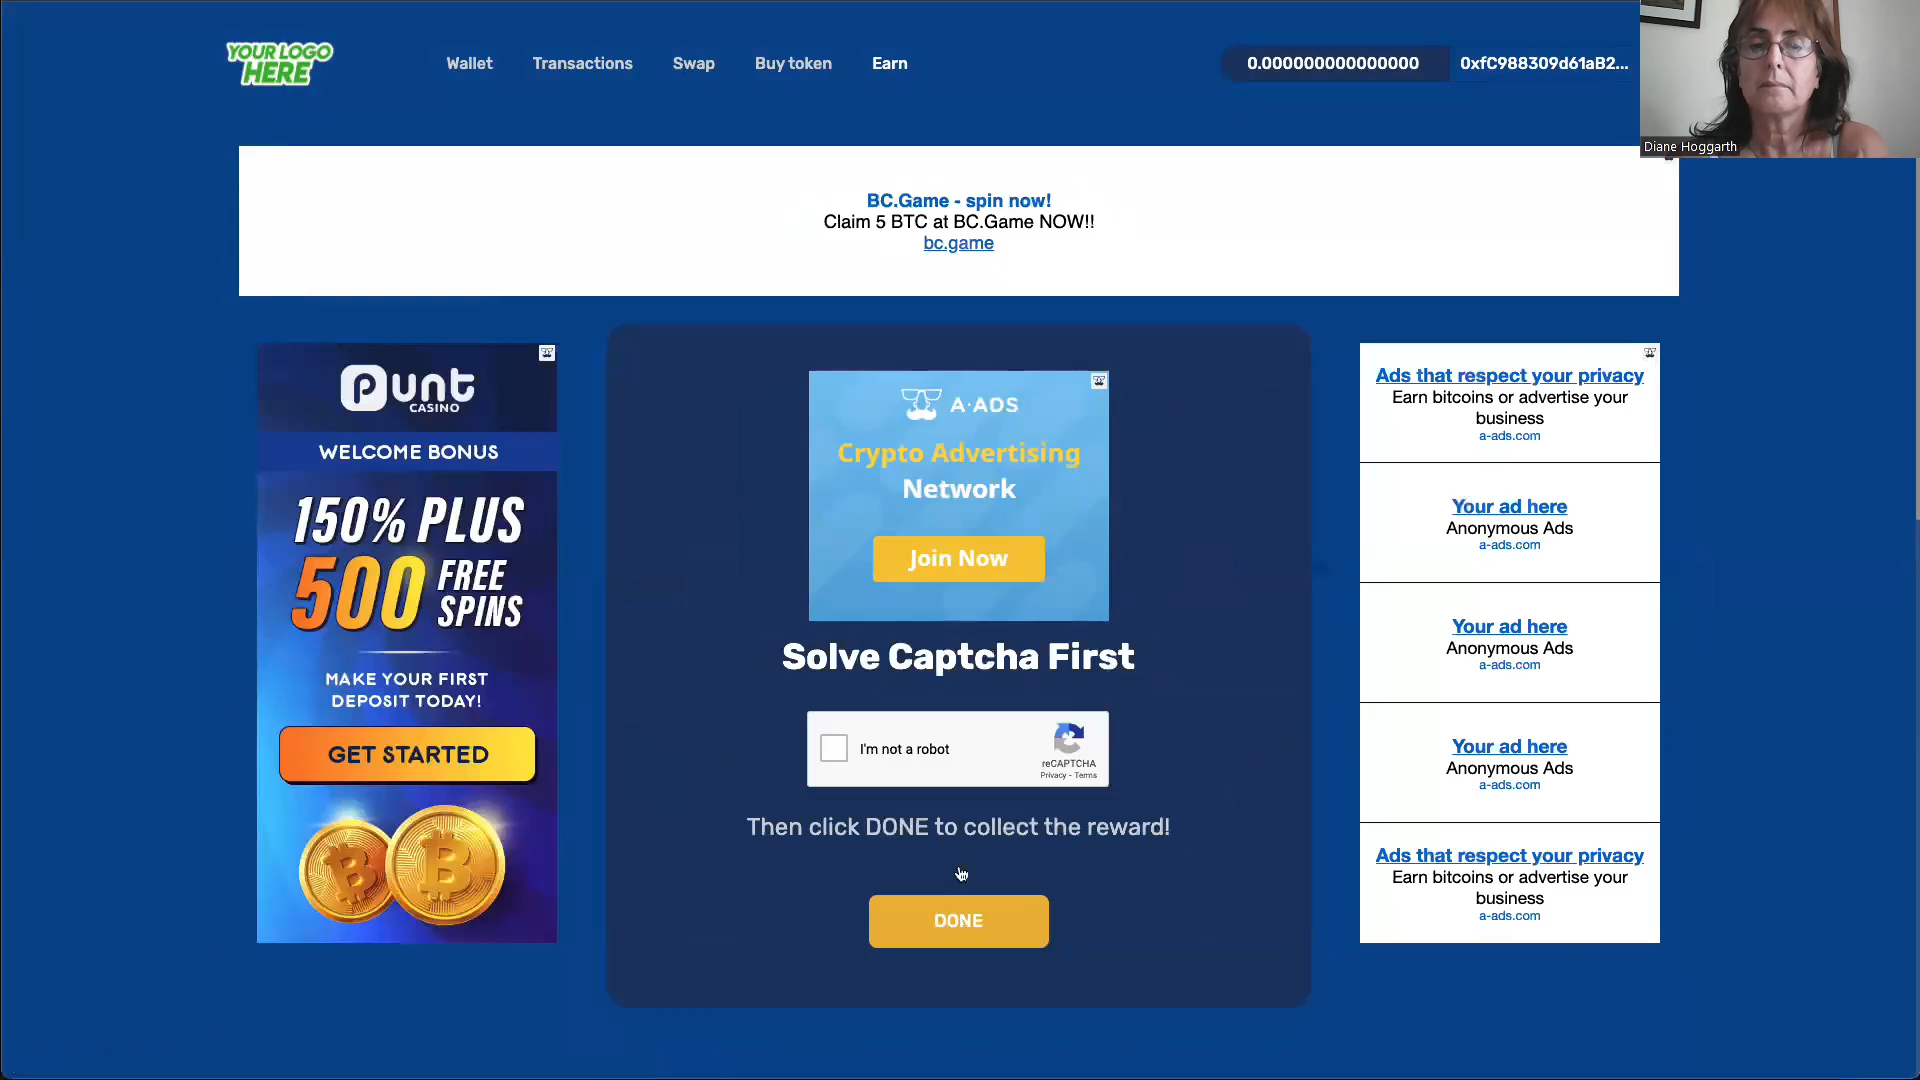 YOUR LOGO
HERE
Wallet
Transactions
Swap
Buy token
Earn
0.000000000000000
0xfC988309d61aB2...
Diane Hoggarth
BC.Game - spin now!
Claim 5 BTC at BC.Game NOW!!
bc.game
punt
CASINO
WELCOME BONUS
150% PLUS
500 FREE
SPINS
MAKE YOUR FIRST
DEPOSIT TODAY!
GET STARTED
A·ADS
Crypto Advertising
Network
Join Now
Solve Captcha First
I'm not a robot
reCAPTCHA
Privacy - Terms
Then click DONE to collect the reward!
DONE
Ads that respect your privacy
Earn bitcoins or advertise your
business
a-ads.com
Your ad here
Anonymous Ads
a-ads.com
Your ad here
Anonymous Ads
a-ads.com
Your ad here
Anonymous Ads
a-ads.com
Ads that respect your privacy
Earn bitcoins or advertise your
business
a-ads.com